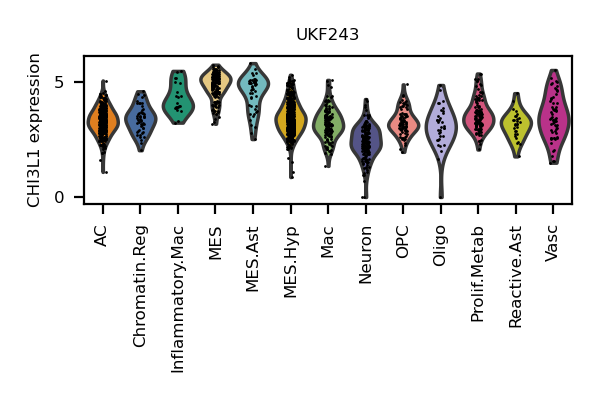 UKF243
CHI3L1 expression
5
0
AC
Chromatin.Reg
Inflammatory.Mac
MES
MES.Ast
MES.Hyp
Mac
Neuron
OPC
Oligo
Prolif.Metab
Reactive.Ast
Vasc